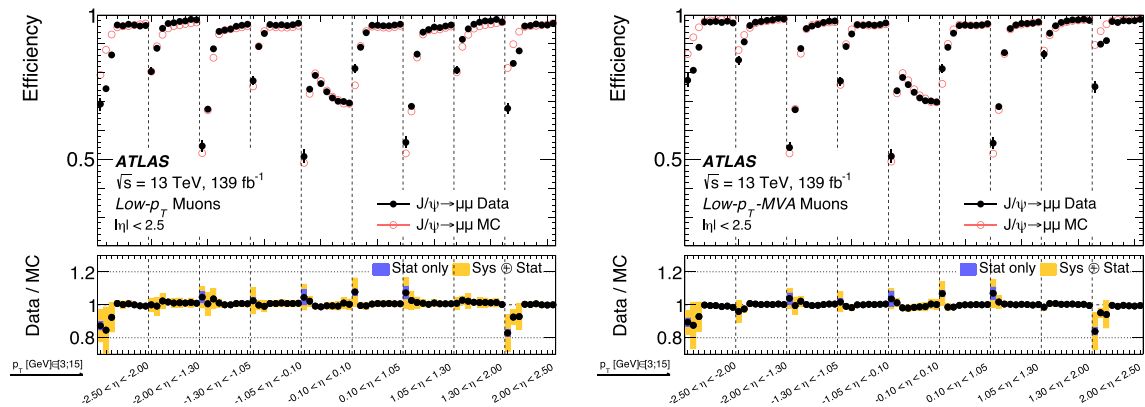 Efficiency
1
0.5
ATLAS
√s = 13 TeV, 139 fb⁻¹
Low-p_T Muons
|η| < 2.5
J/ψ→μμ Data
J/ψ→μμ MC
Data / MC
1.2
1
0.8
Stat only
Sys ⊕ Stat
p_T [GeV]∈[3;15]
-2.50 < η < -2.00
-2.00 < η < -1.30
-1.30 < η < -1.05
-1.05 < η < -0.10
-0.10 < η < 0.10
0.10 < η < 1.05
1.05 < η < 1.30
1.30 < η < 2.00
2.00 < η < 2.50
Efficiency
1
0.5
ATLAS
√s = 13 TeV, 139 fb⁻¹
Low-p_T-MVA Muons
|η| < 2.5
J/ψ→μμ Data
J/ψ→μμ MC
Data / MC
1.2
1
0.8
Stat only
Sys ⊕ Stat
p_T [GeV]∈[3;15]
-2.50 < η < -2.00
-2.00 < η < -1.30
-1.30 < η < -1.05
-1.05 < η < -0.10
-0.10 < η < 0.10
0.10 < η < 1.05
1.05 < η < 1.30
1.30 < η < 2.00
2.00 < η < 2.50